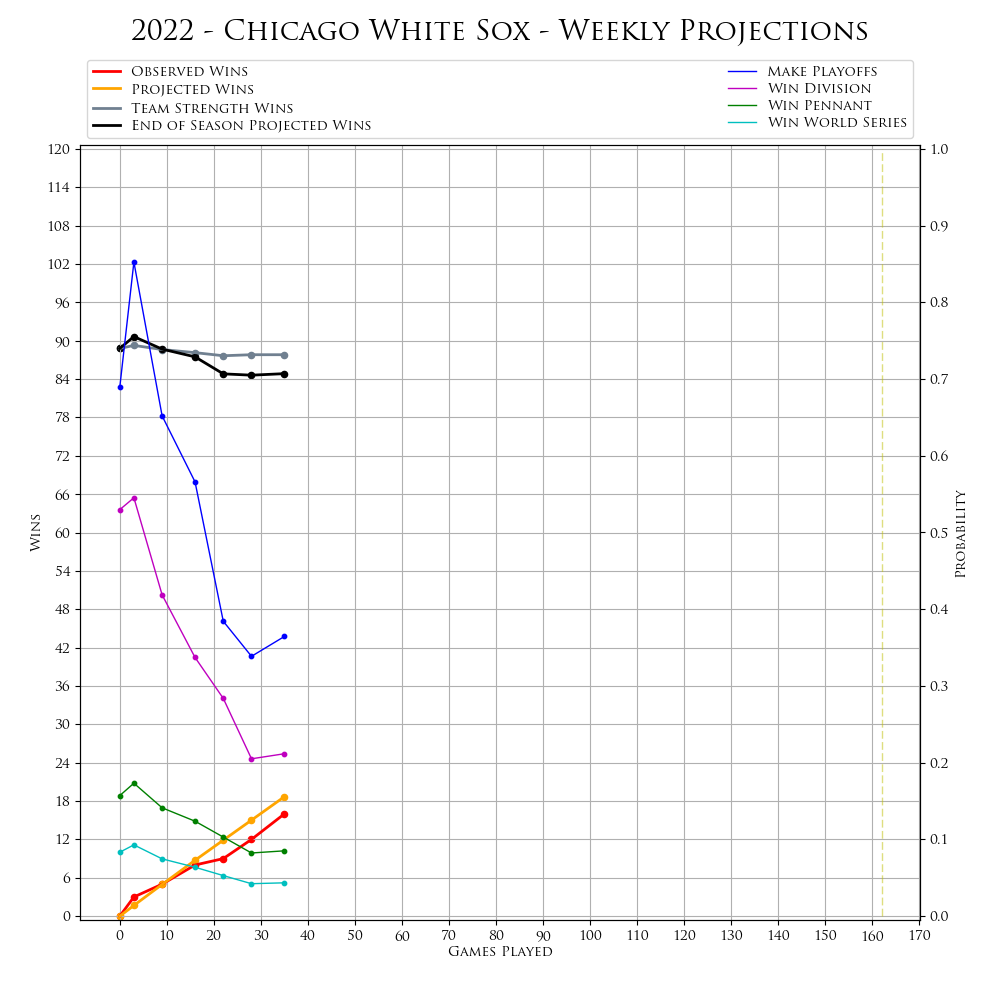 2022 - Chicago White Sox - Weekly Projections
Observed Wins
Projected Wins
Team Strength Wins
End of Season Projected Wins
Make Playoffs
Win Division
Win Pennant
Win World Series
120
114
108
102
96
90
84
78
72
66
60
54
48
42
36
30
24
18
12
6
0
Wins
1.0
0.9
0.8
0.7
0.6
0.5
0.4
0.3
0.2
0.1
0.0
Probability
0 10 20 30 40 50 60 70 80 90 100 110 120 130 140 150 160 170
Games Played